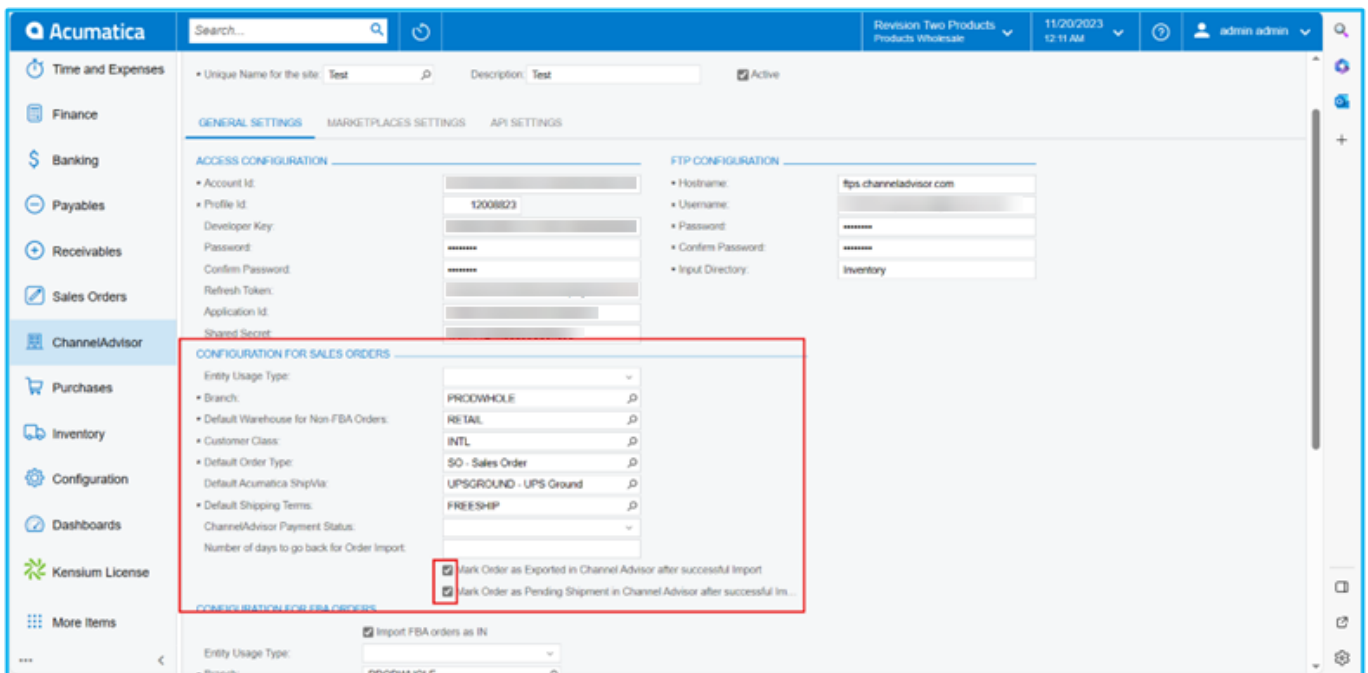 Acumatica
Search...
Revision Two Products
Products Wholesale
11/20/2023
12:11 AM
admin admin
Time and Expenses
Finance
Banking
Payables
Receivables
Sales Orders
ChannelAdvisor
Purchases
Inventory
Configuration
Dashboards
Kensium License
More Items
• Unique Name for the site: Test
Description: Test
Active
GENERAL SETTINGS MARKETPLACES SETTINGS API SETTINGS
ACCESS CONFIGURATION
• Account Id:
• Profile Id: 12008823
Developer Key:
Password: ••••••••
Confirm Password: ••••••••
Refresh Token:
Application Id:
Shared Secret:
FTP CONFIGURATION
• Hostname: ftps.channeladvisor.com
• Username:
• Password: ••••••••
• Confirm Password: ••••••••
• Input Directory: Inventory
CONFIGURATION FOR SALES ORDERS
Entity Usage Type:
• Branch: PRODWHOLE
• Default Warehouse for Non-FBA Orders: RETAIL
• Customer Class: INTL
• Default Order Type: SO - Sales Order
Default Acumatica ShipVia: UPSGROUND - UPS Ground
• Default Shipping Terms: FREESHIP
ChannelAdvisor Payment Status:
Number of days to go back for Order Import:
Mark Order as Exported in Channel Advisor after successful Import
Mark Order as Pending Shipment in Channel Advisor after successful Im...
CONFIGURATION FOR FBA ORDERS
Import FBA orders as IN
Entity Usage Type:
• Branch: PRODWHOLE